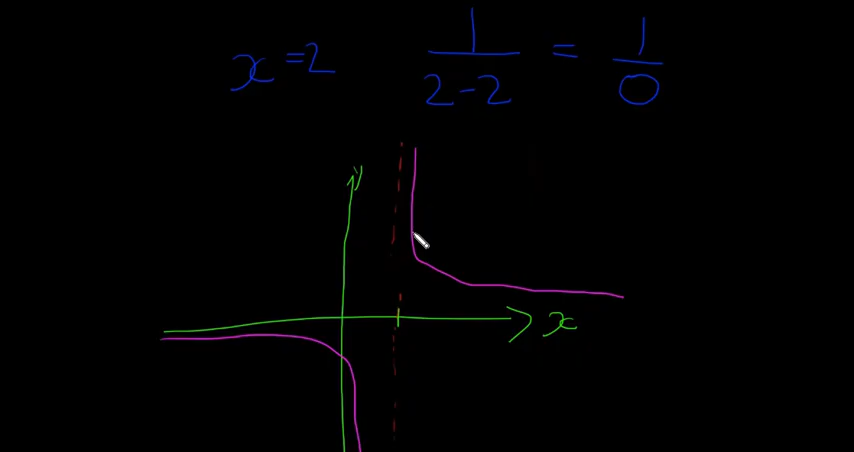 x = 2    1/(2-2) = 1/0
y
x